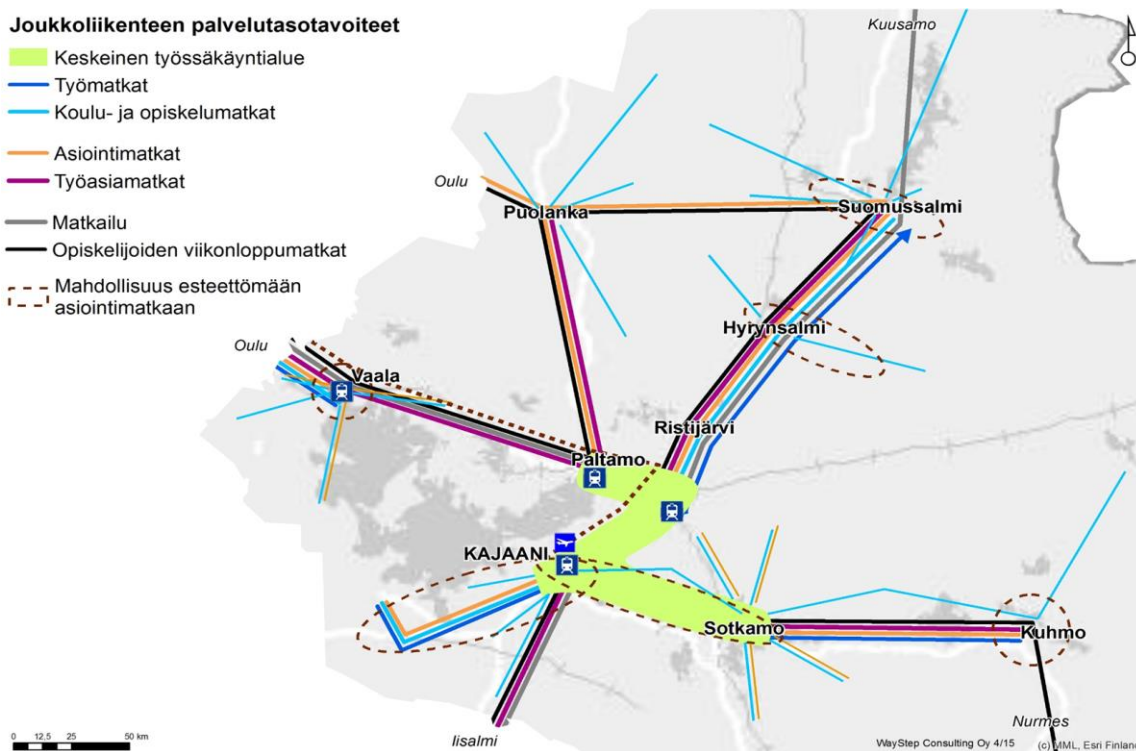 Joukkoliikenteen palvelutasotavoiteet
Keskeinen työssäkäyntialue
Työmatkat
Koulu- ja opiskelumatkat
Asiointimatkat
Työasiamatkat
Matkailu
Opiskelijoiden viikonloppumatkat
Mahdollisuus esteettömään
asiointimatkaan
Kuusamo
Oulu
Puolanka
Suomussalmi
Hyrynsalmi
Oulu
Vaala
Ristijärvi
Paltamo
KAJAANI
Sotkamo
Kuhmo
Iisalmi
Nurmes
0 12,5 25 50 km
WayStep Consulting Oy 4/15 (c) MML, Esri Finland